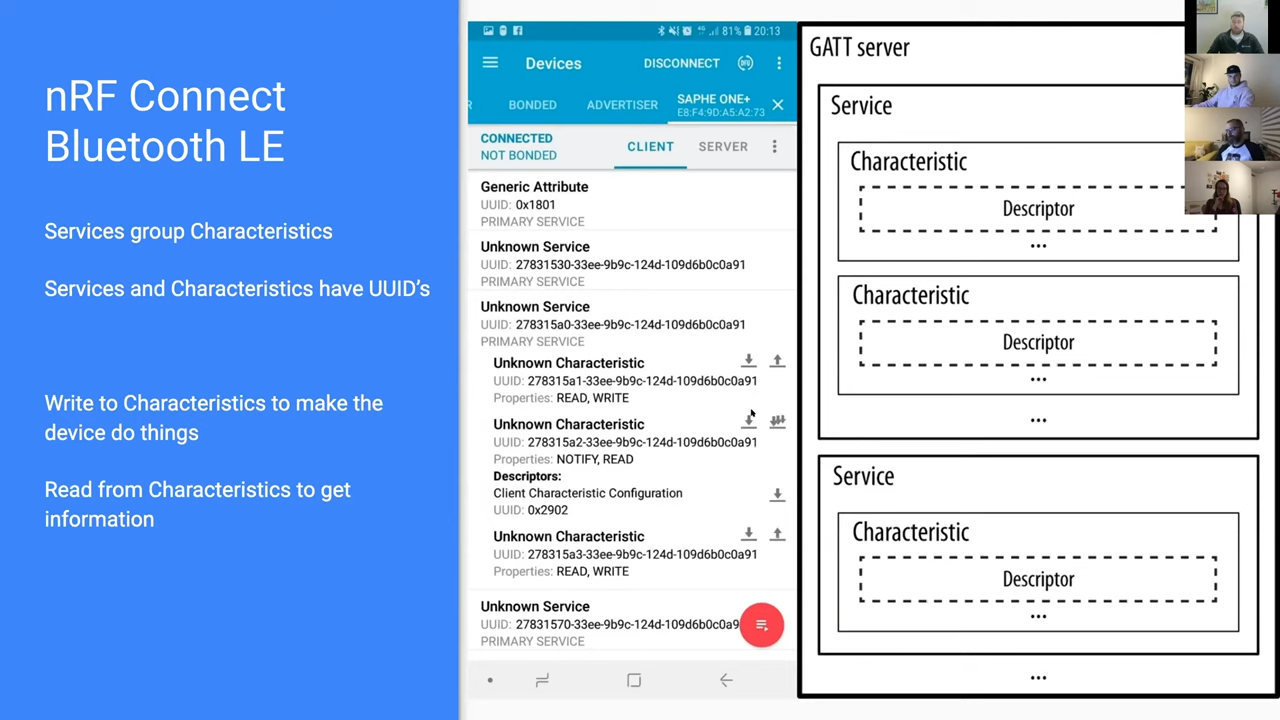 nRF Connect
Bluetooth LE
Services group Characteristics
Services and Characteristics have UUID's
Write to Characteristics to make the
device do things
Read from Characteristics to get
information
81% 20:13
Devices
DISCONNECT
DFU
R
BONDED
ADVERTISER
SAPHE ONE+
E8:F4:9D:A5:A2:73
CONNECTED
NOT BONDED
CLIENT
SERVER
Generic Attribute
UUID: 0x1801
PRIMARY SERVICE
Unknown Service
UUID: 27831530-33ee-9b9c-124d-109d6b0c0a91
PRIMARY SERVICE
Unknown Service
UUID: 278315a0-33ee-9b9c-124d-109d6b0c0a91
PRIMARY SERVICE
Unknown Characteristic
UUID: 278315a1-33ee-9b9c-124d-109d6b0c0a91
Properties: READ, WRITE
Unknown Characteristic
UUID: 278315a2-33ee-9b9c-124d-109d6b0c0a91
Properties: NOTIFY, READ
Descriptors:
Client Characteristic Configuration
UUID: 0x2902
Unknown Characteristic
UUID: 278315a3-33ee-9b9c-124d-109d6b0c0a91
Properties: READ, WRITE
Unknown Service
UUID: 27831570-33ee-9b9c-124d-109d6b0c0a9
PRIMARY SERVICE
GATT server
Service
Characteristic
Descriptor
...
Characteristic
Descriptor
...
...
Service
Characteristic
Descriptor
...
...